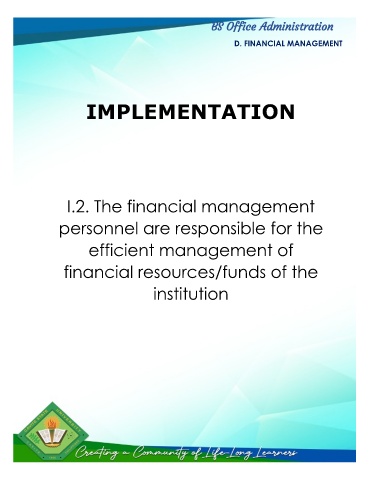 BS Office Administration
D. FINANCIAL MANAGEMENT
IMPLEMENTATION
I.2. The financial management
personnel are responsible for the
efficient management of
financial resources/funds of the
institution
Creating a Community of Life-Long Learners